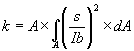 k = A × ∫_A (s / Ib)² × dA